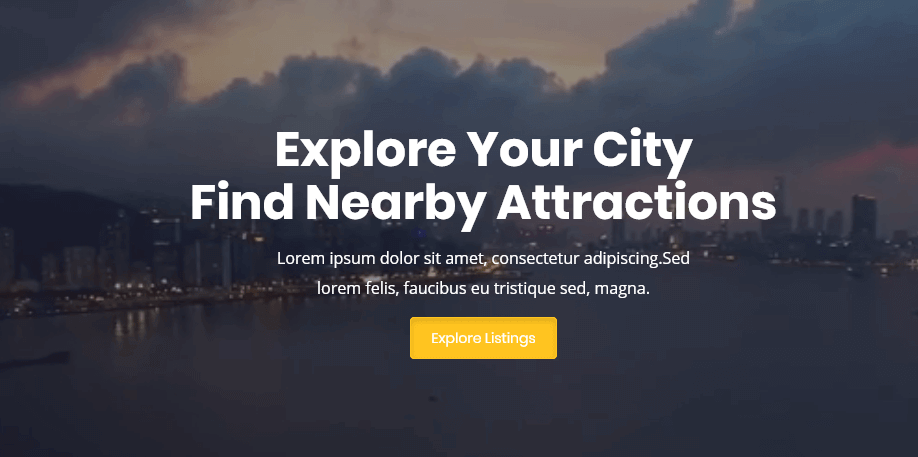 Explore Your City
Find Nearby Attractions
Lorem ipsum dolor sit amet, consectetur adipiscing.Sed
lorem felis, faucibus eu tristique sed, magna.
Explore Listings